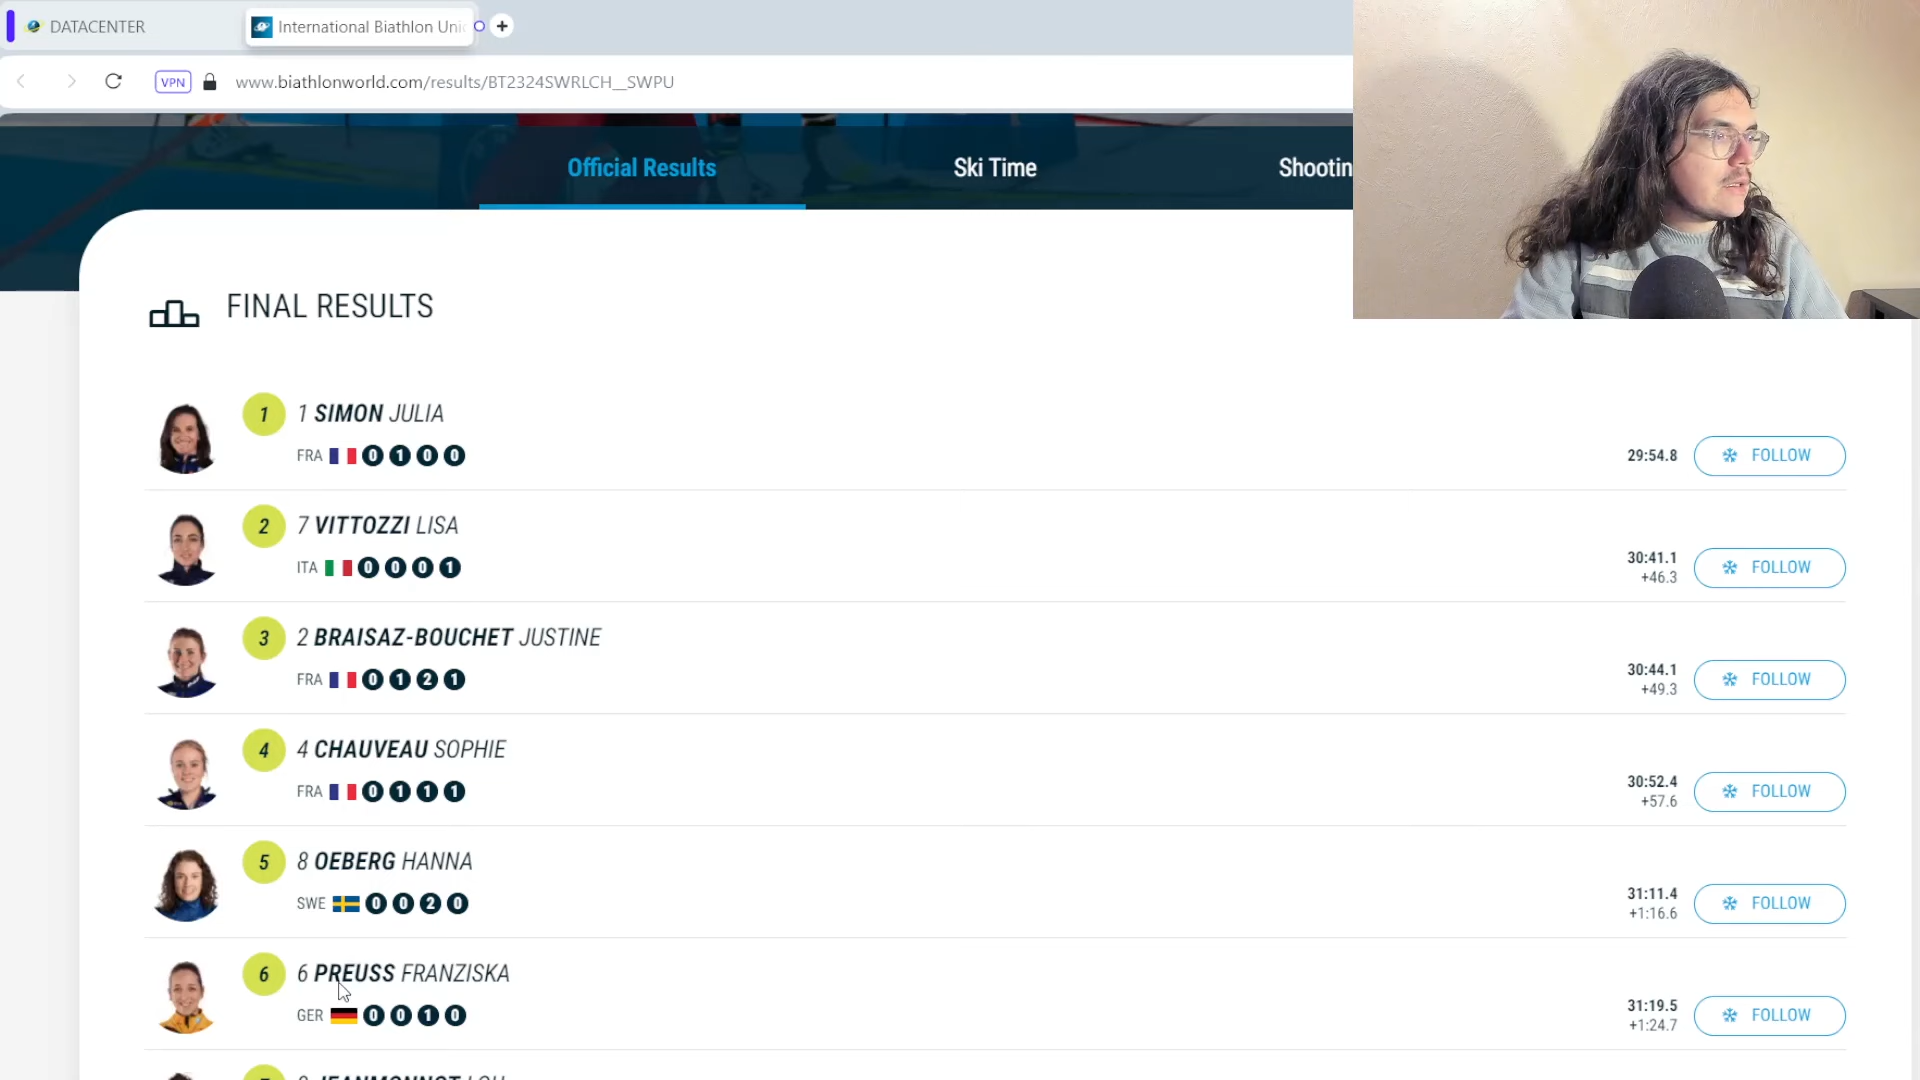 DATACENTER
International Biathlon Uni
VPN
www.biathlonworld.com/results/BT2324SWRLCH__SWPU
Official Results
Ski Time
Shootin
FINAL RESULTS
1 1 SIMON JULIA
FRA 0 1 0 0
29:54.8
FOLLOW
2 7 VITTOZZI LISA
ITA 0 0 0 1
30:41.1
+46.3
FOLLOW
3 2 BRAISAZ-BOUCHET JUSTINE
FRA 0 1 2 1
30:44.1
+49.3
FOLLOW
4 4 CHAUVEAU SOPHIE
FRA 0 1 1 1
30:52.4
+57.6
FOLLOW
5 8 OEBERG HANNA
SWE 0 0 2 0
31:11.4
+1:16.6
FOLLOW
6 6 PREUSS FRANZISKA
GER 0 0 1 0
31:19.5
+1:24.7
FOLLOW
JEANMONNOT LOU